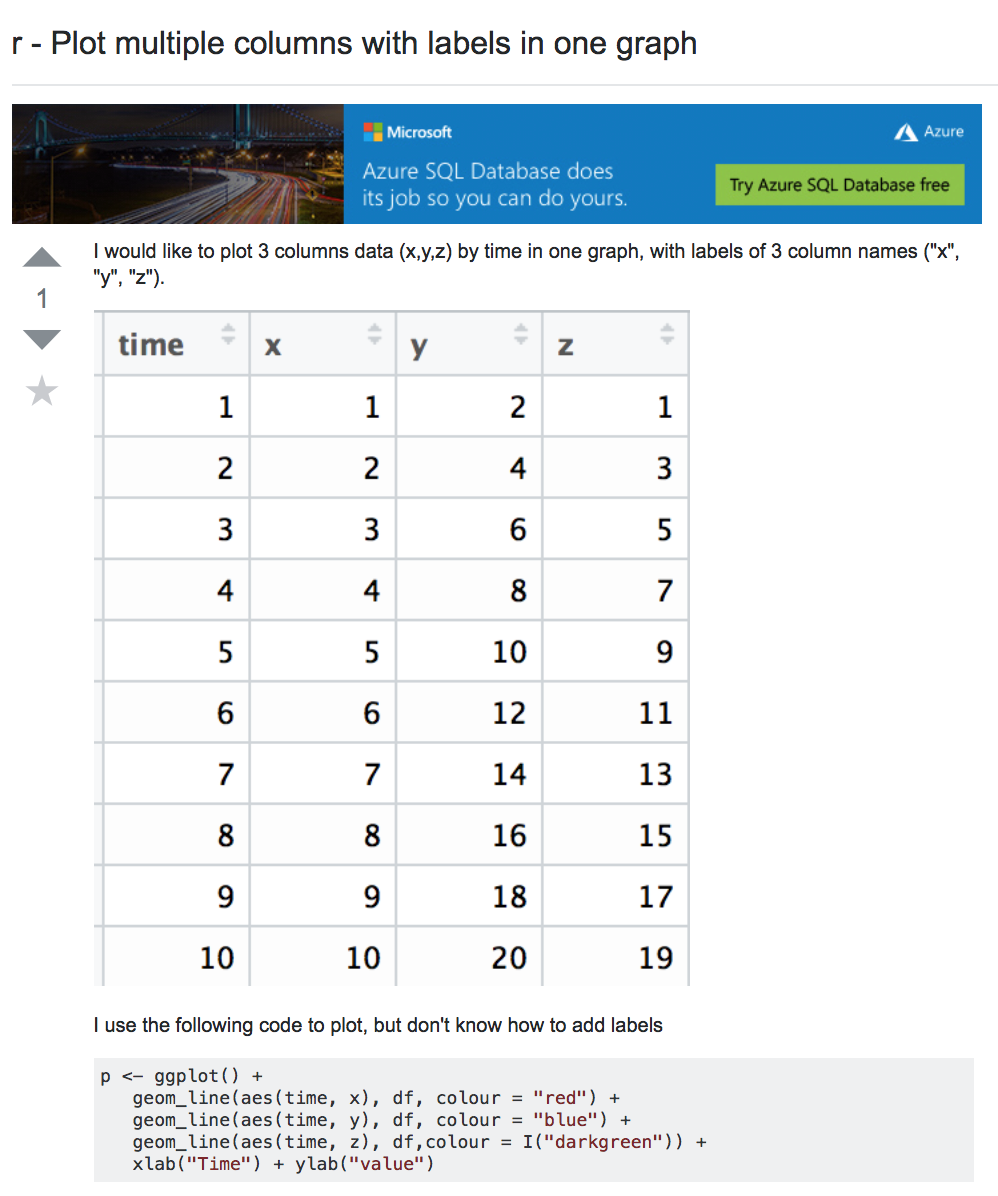 r - Plot multiple columns with labels in one graph
Microsoft
Azure
Azure SQL Database does
its job so you can do yours.
Try Azure SQL Database free
I would like to plot 3 columns data (x,y,z) by time in one graph, with labels of 3 column names ("x",
"y", "z").
1
time x y z
1 1 2 1
2 2 4 3
3 3 6 5
4 4 8 7
5 5 10 9
6 6 12 11
7 7 14 13
8 8 16 15
9 9 18 17
10 10 20 19
I use the following code to plot, but don't know how to add labels
p <- ggplot() +
geom_line(aes(time, x), df, colour = "red") +
geom_line(aes(time, y), df, colour = "blue") +
geom_line(aes(time, z), df,colour = I("darkgreen")) +
xlab("Time") + ylab("value")